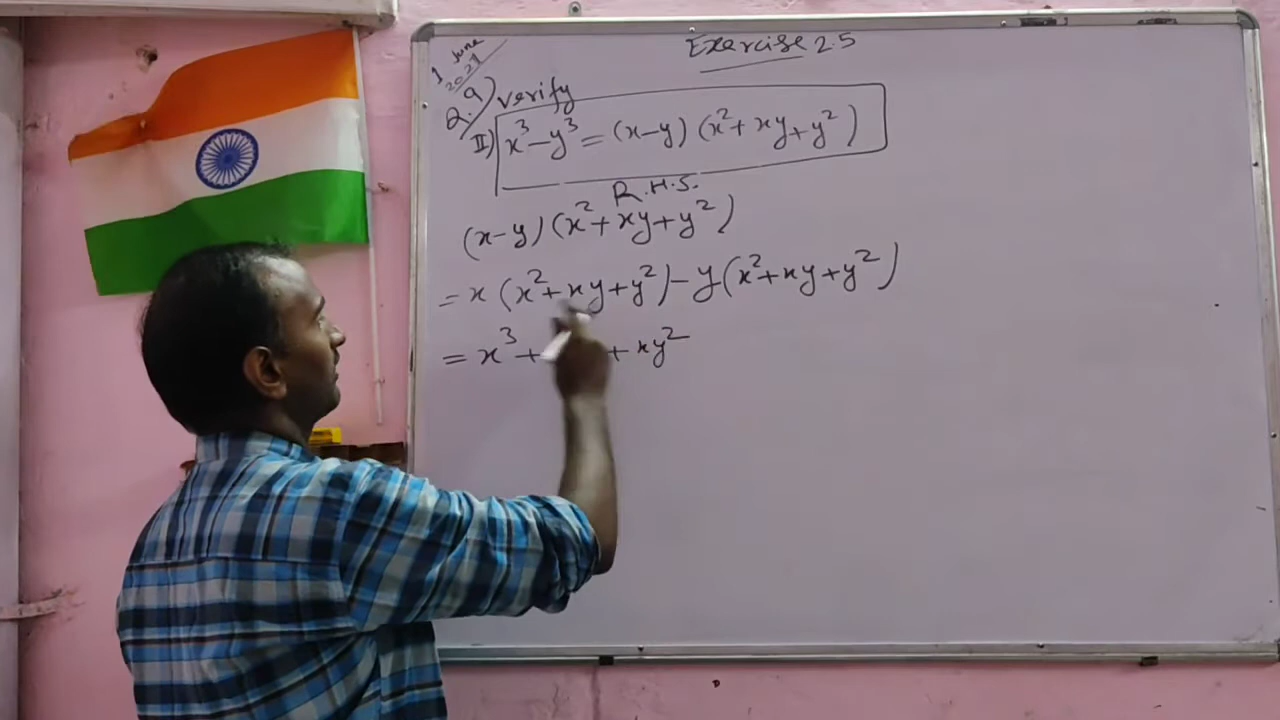 Exercise 2.5
1 June
2021
Q. 9) verify
II) x³-y³ = (x-y) (x²+xy+y²)
R.H.S.
(x-y) (x²+xy+y²)
= x (x²+xy+y²) - y(x²+xy+y²)
= x³ + + xy²